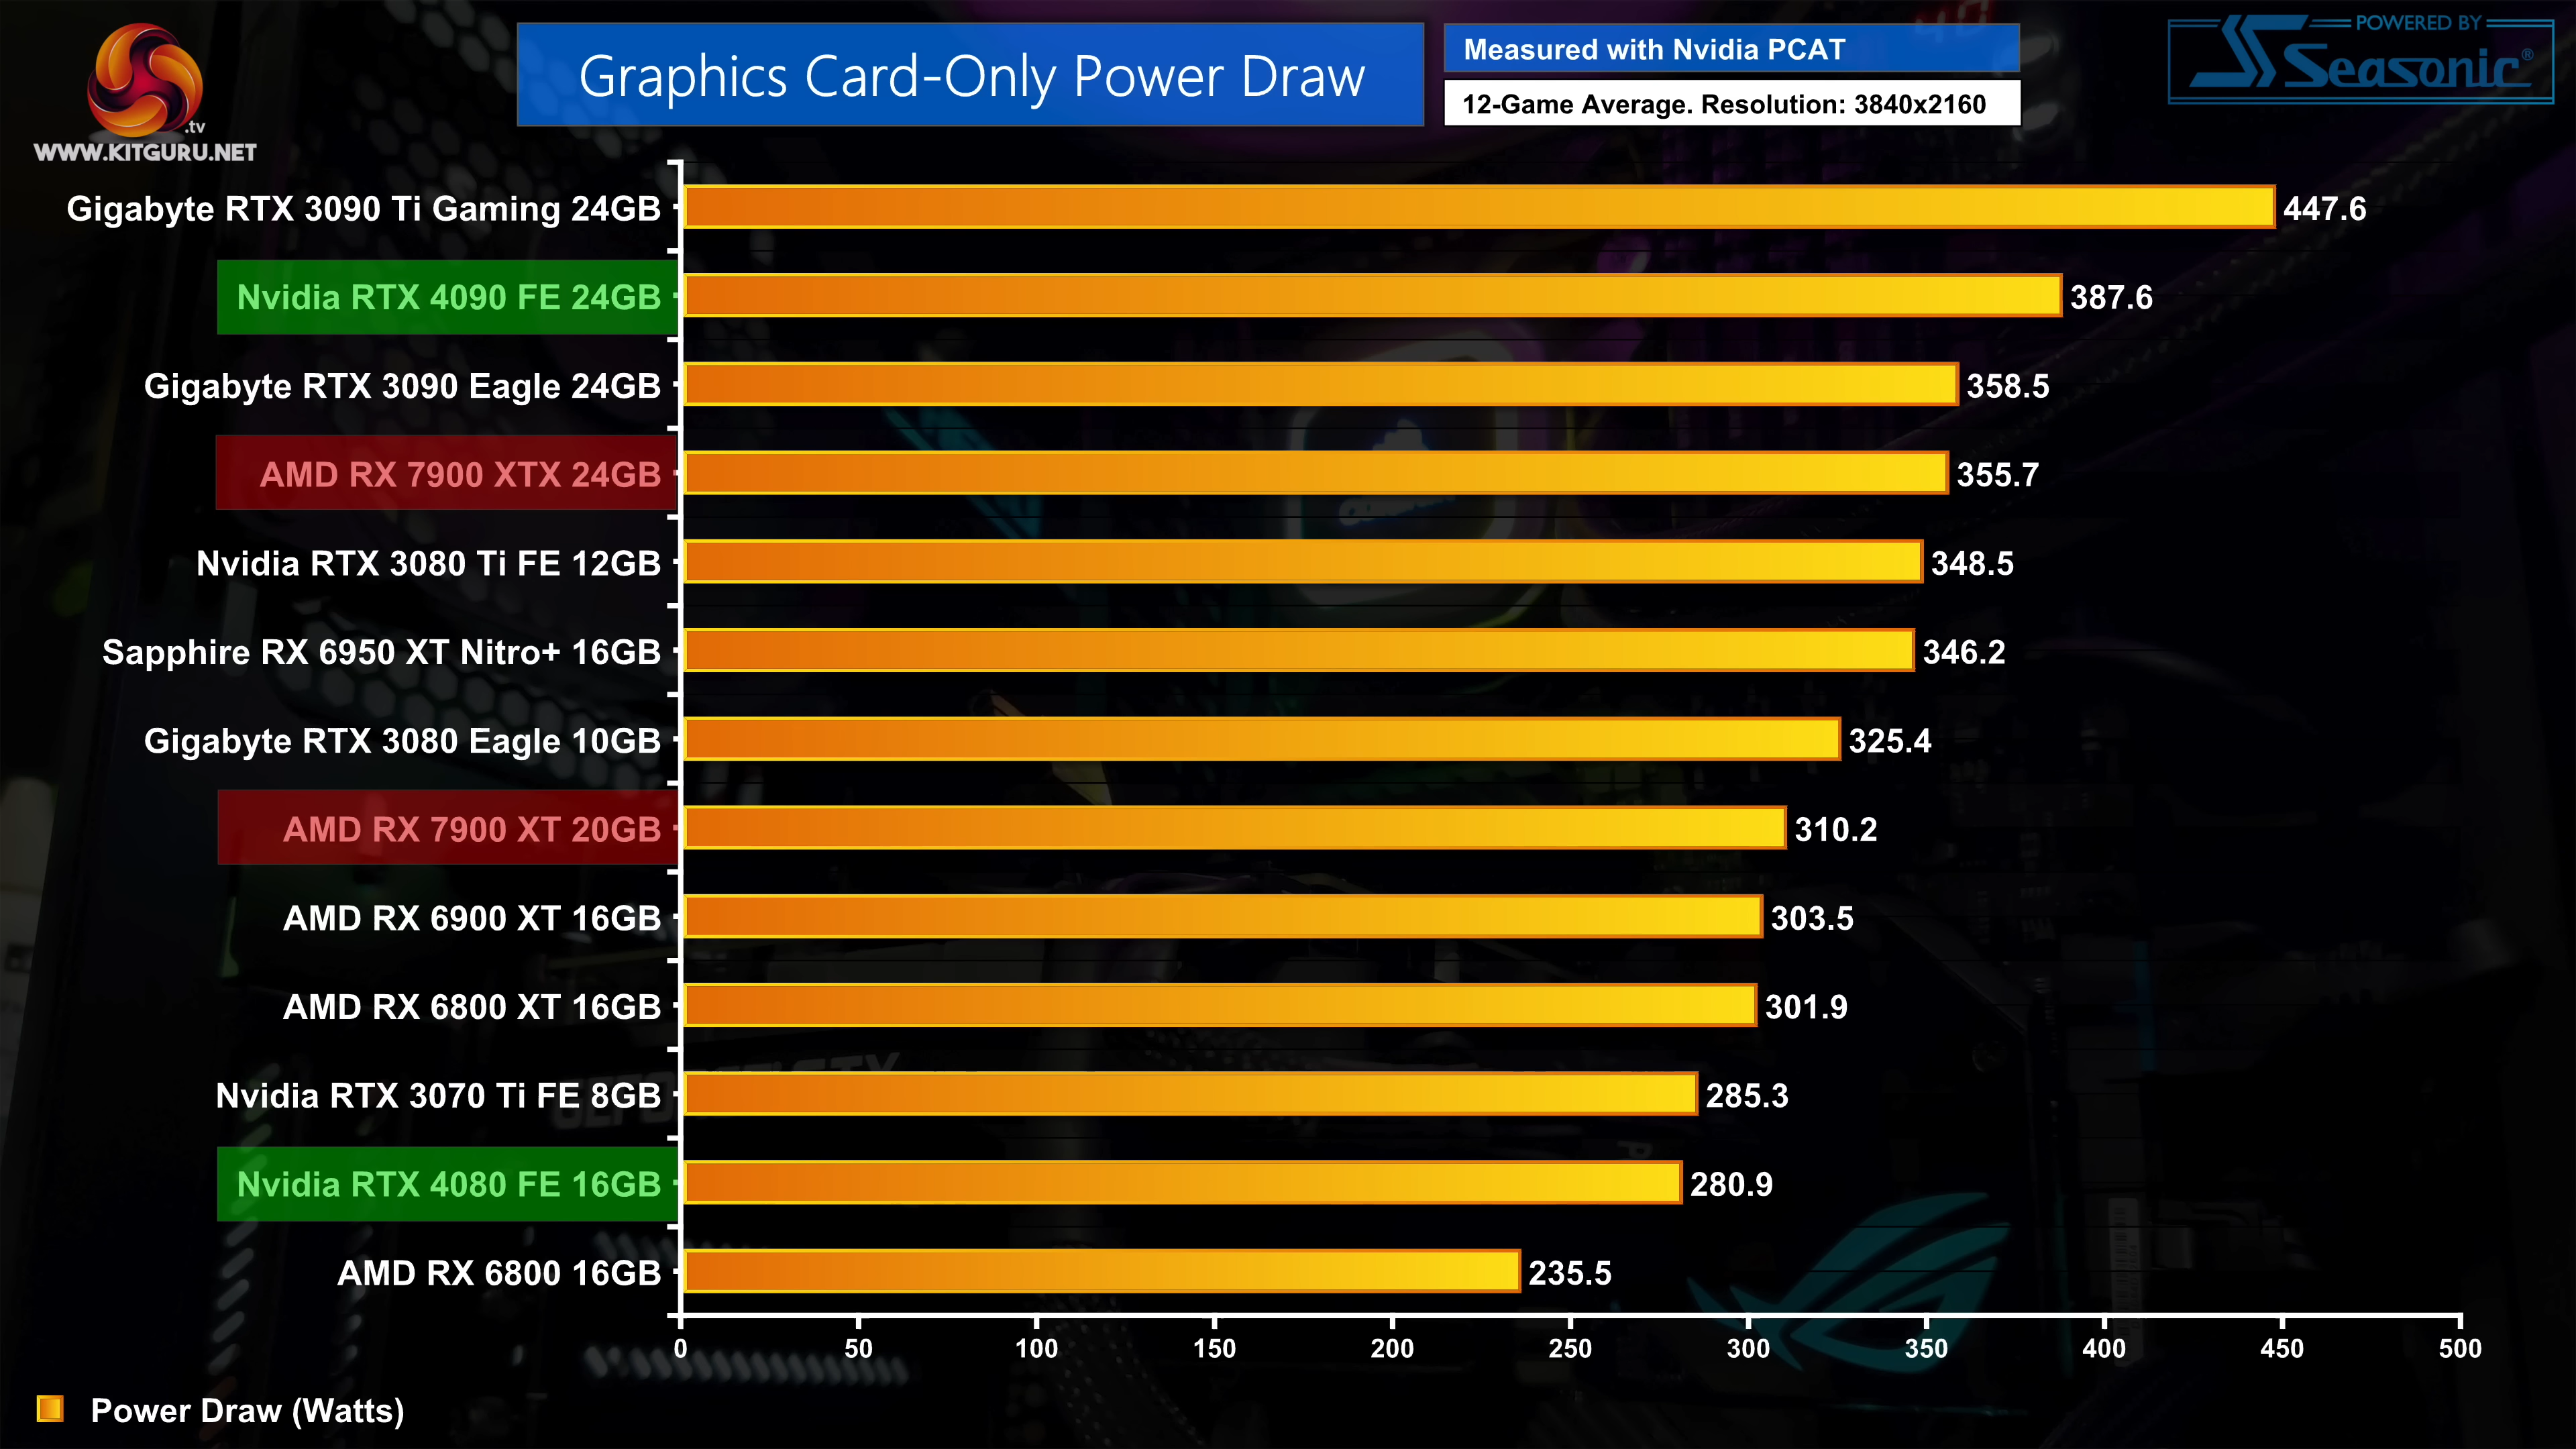 .tv
WWW.KITGURU.NET
Graphics Card-Only Power Draw
Measured with Nvidia PCAT
12-Game Average. Resolution: 3840x2160
POWERED BY
Seasonic®
Gigabyte RTX 3090 Ti Gaming 24GB 447.6
Nvidia RTX 4090 FE 24GB 387.6
Gigabyte RTX 3090 Eagle 24GB 358.5
AMD RX 7900 XTX 24GB 355.7
Nvidia RTX 3080 Ti FE 12GB 348.5
Sapphire RX 6950 XT Nitro+ 16GB 346.2
Gigabyte RTX 3080 Eagle 10GB 325.4
AMD RX 7900 XT 20GB 310.2
AMD RX 6900 XT 16GB 303.5
AMD RX 6800 XT 16GB 301.9
Nvidia RTX 3070 Ti FE 8GB 285.3
Nvidia RTX 4080 FE 16GB 280.9
AMD RX 6800 16GB 235.5
0 50 100 150 200 250 300 350 400 450 500
Power Draw (Watts)